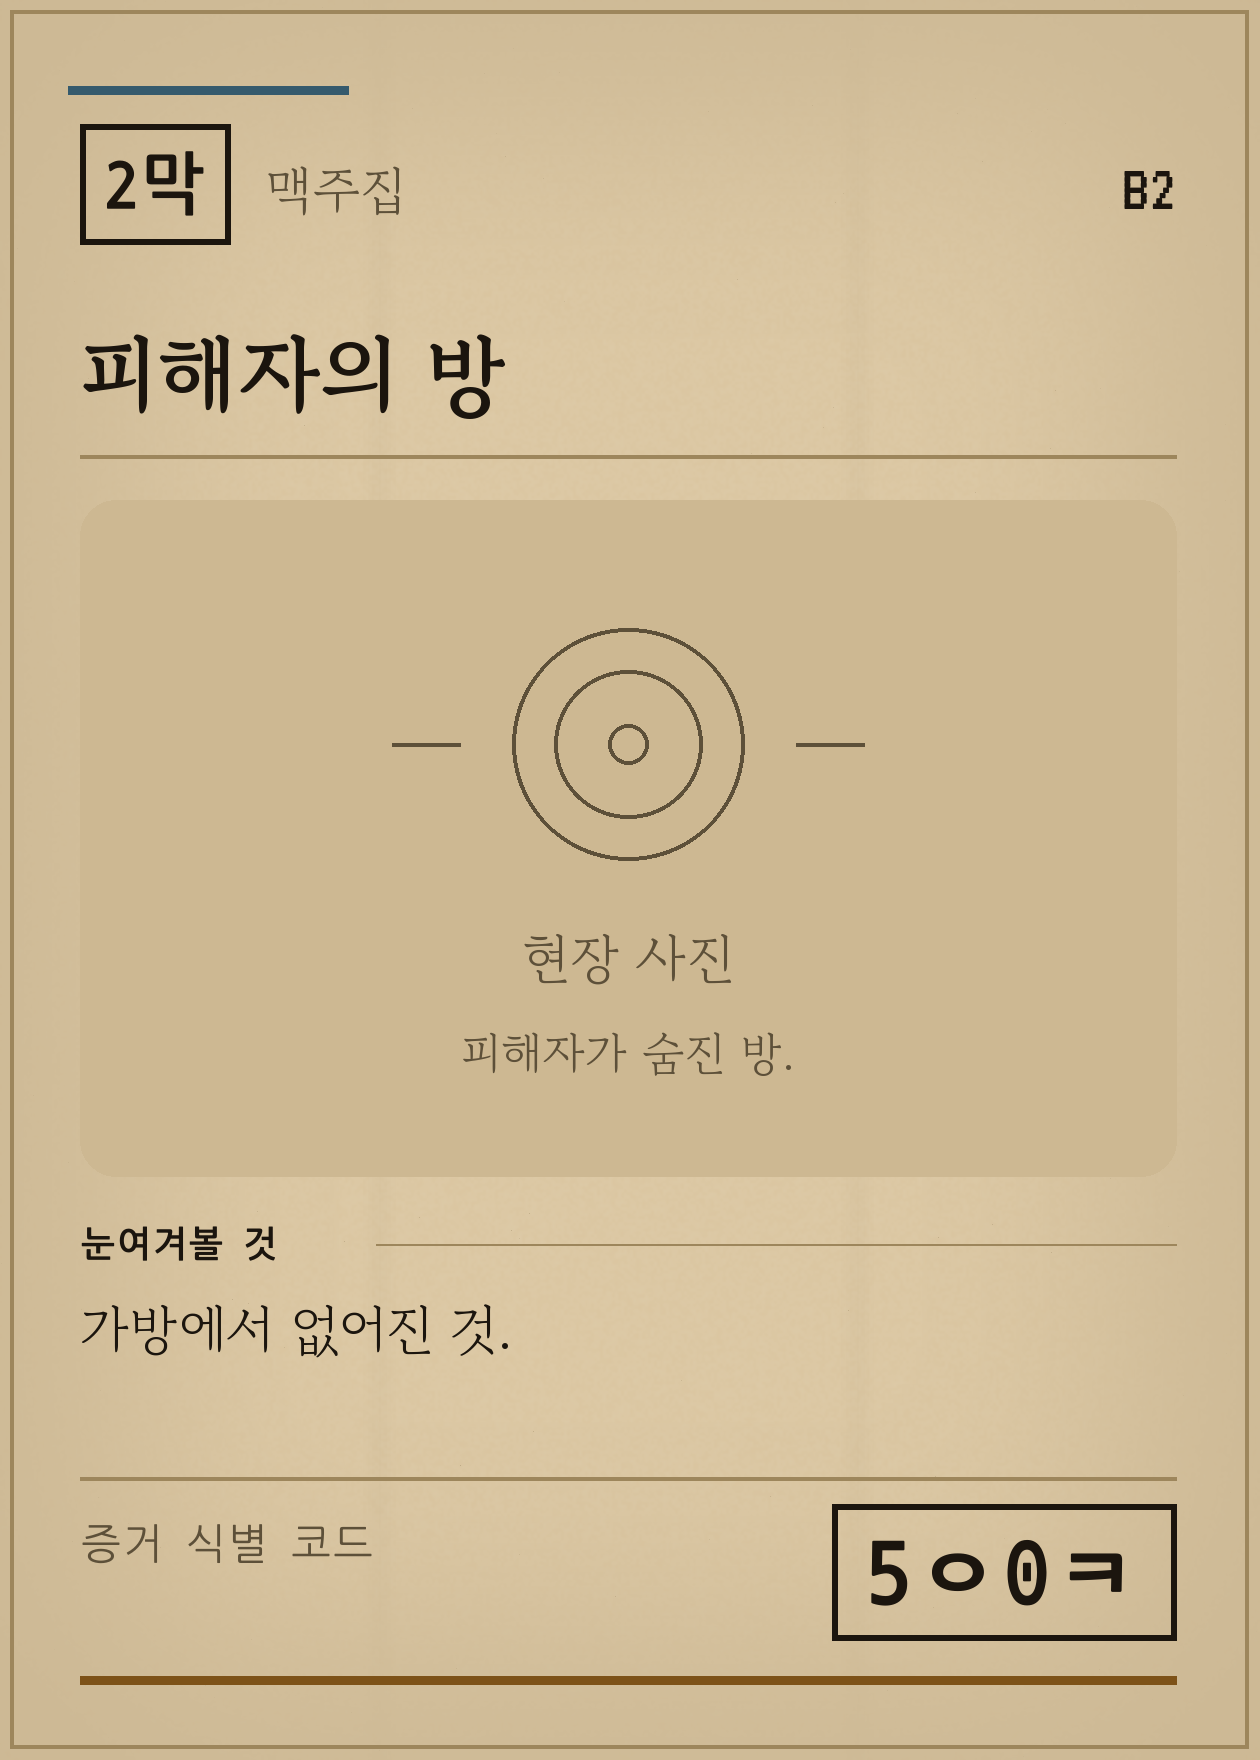 2막 맥주집 B2
피해자의 방
현장 사진
피해자가 숨진 방.
눈여겨볼 것
가방에서 없어진 것.
증거 식별 코드 5ㅇ0ㅋ